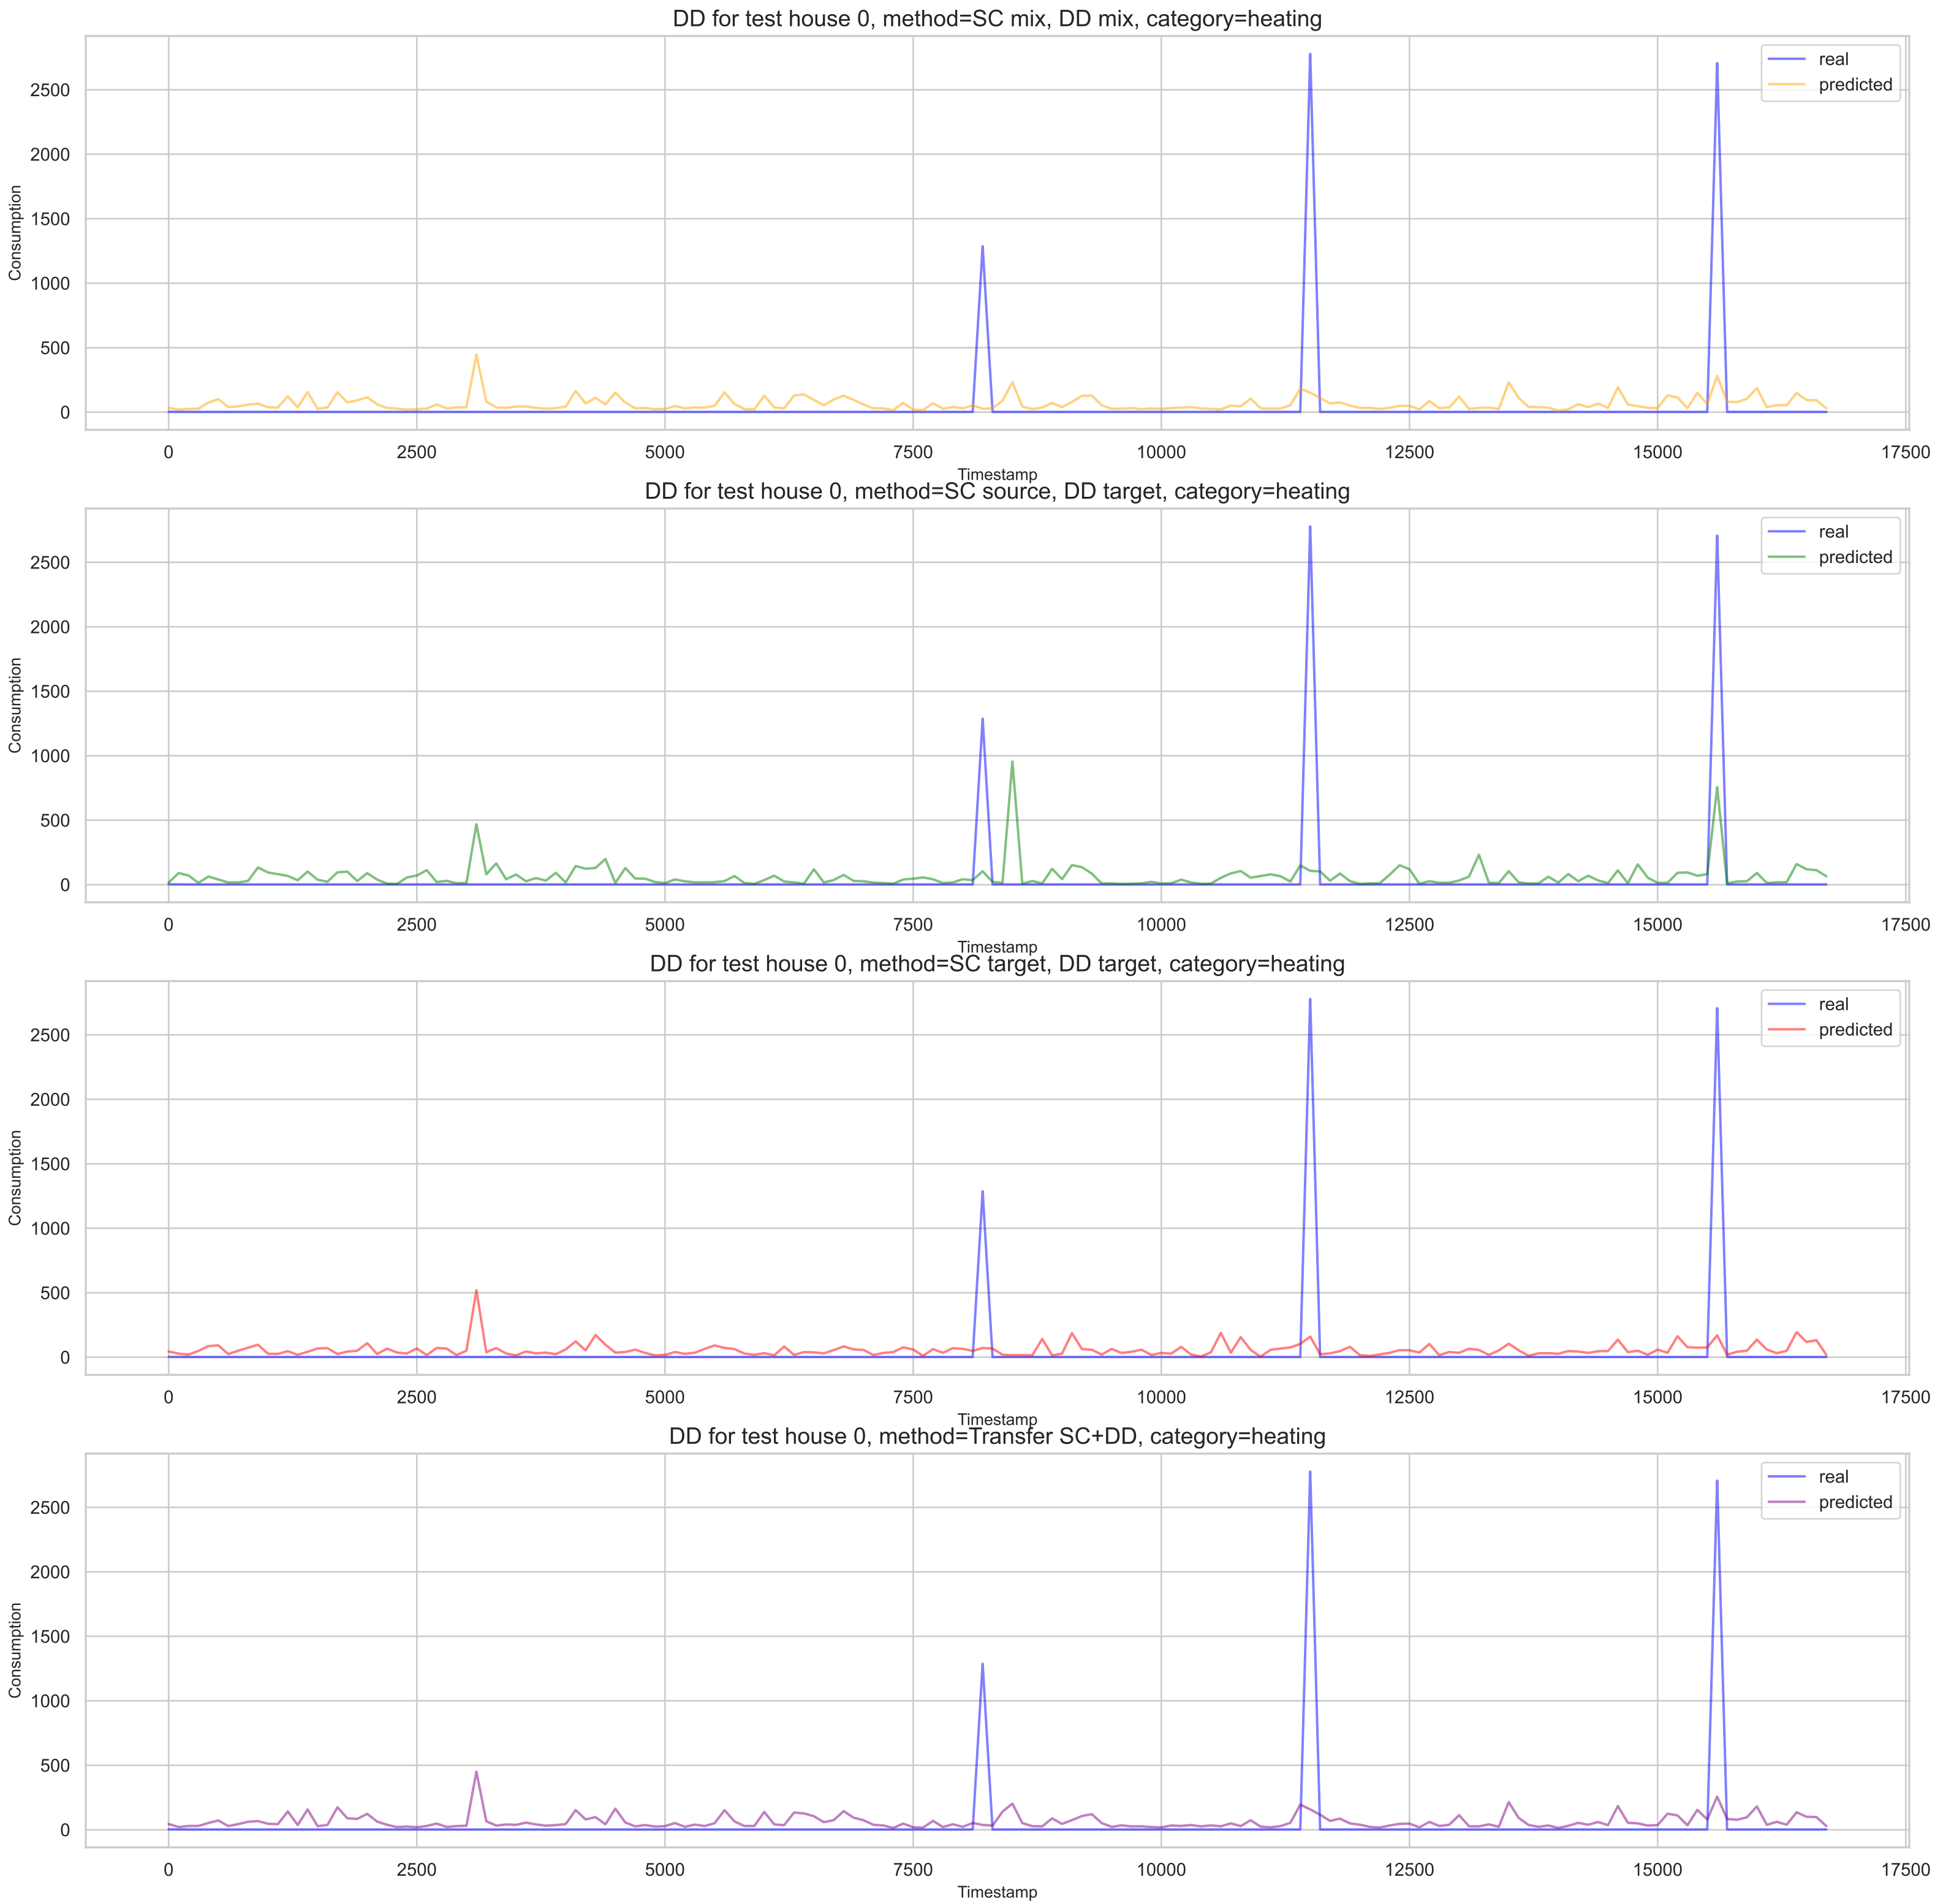 DD for test house 0, method=SC mix, DD mix, category=heating
real
predicted
2500
2000
1500
1000
500
0
Consumption
0 2500 5000 7500 10000 12500 15000 17500
Timestamp
DD for test house 0, method=SC source, DD target, category=heating
real
predicted
2500
2000
1500
1000
500
0
Consumption
0 2500 5000 7500 10000 12500 15000 17500
Timestamp
DD for test house 0, method=SC target, DD target, category=heating
real
predicted
2500
2000
1500
1000
500
0
Consumption
0 2500 5000 7500 10000 12500 15000 17500
Timestamp
DD for test house 0, method=Transfer SC+DD, category=heating
real
predicted
2500
2000
1500
1000
500
0
Consumption
0 2500 5000 7500 10000 12500 15000 17500
Timestamp